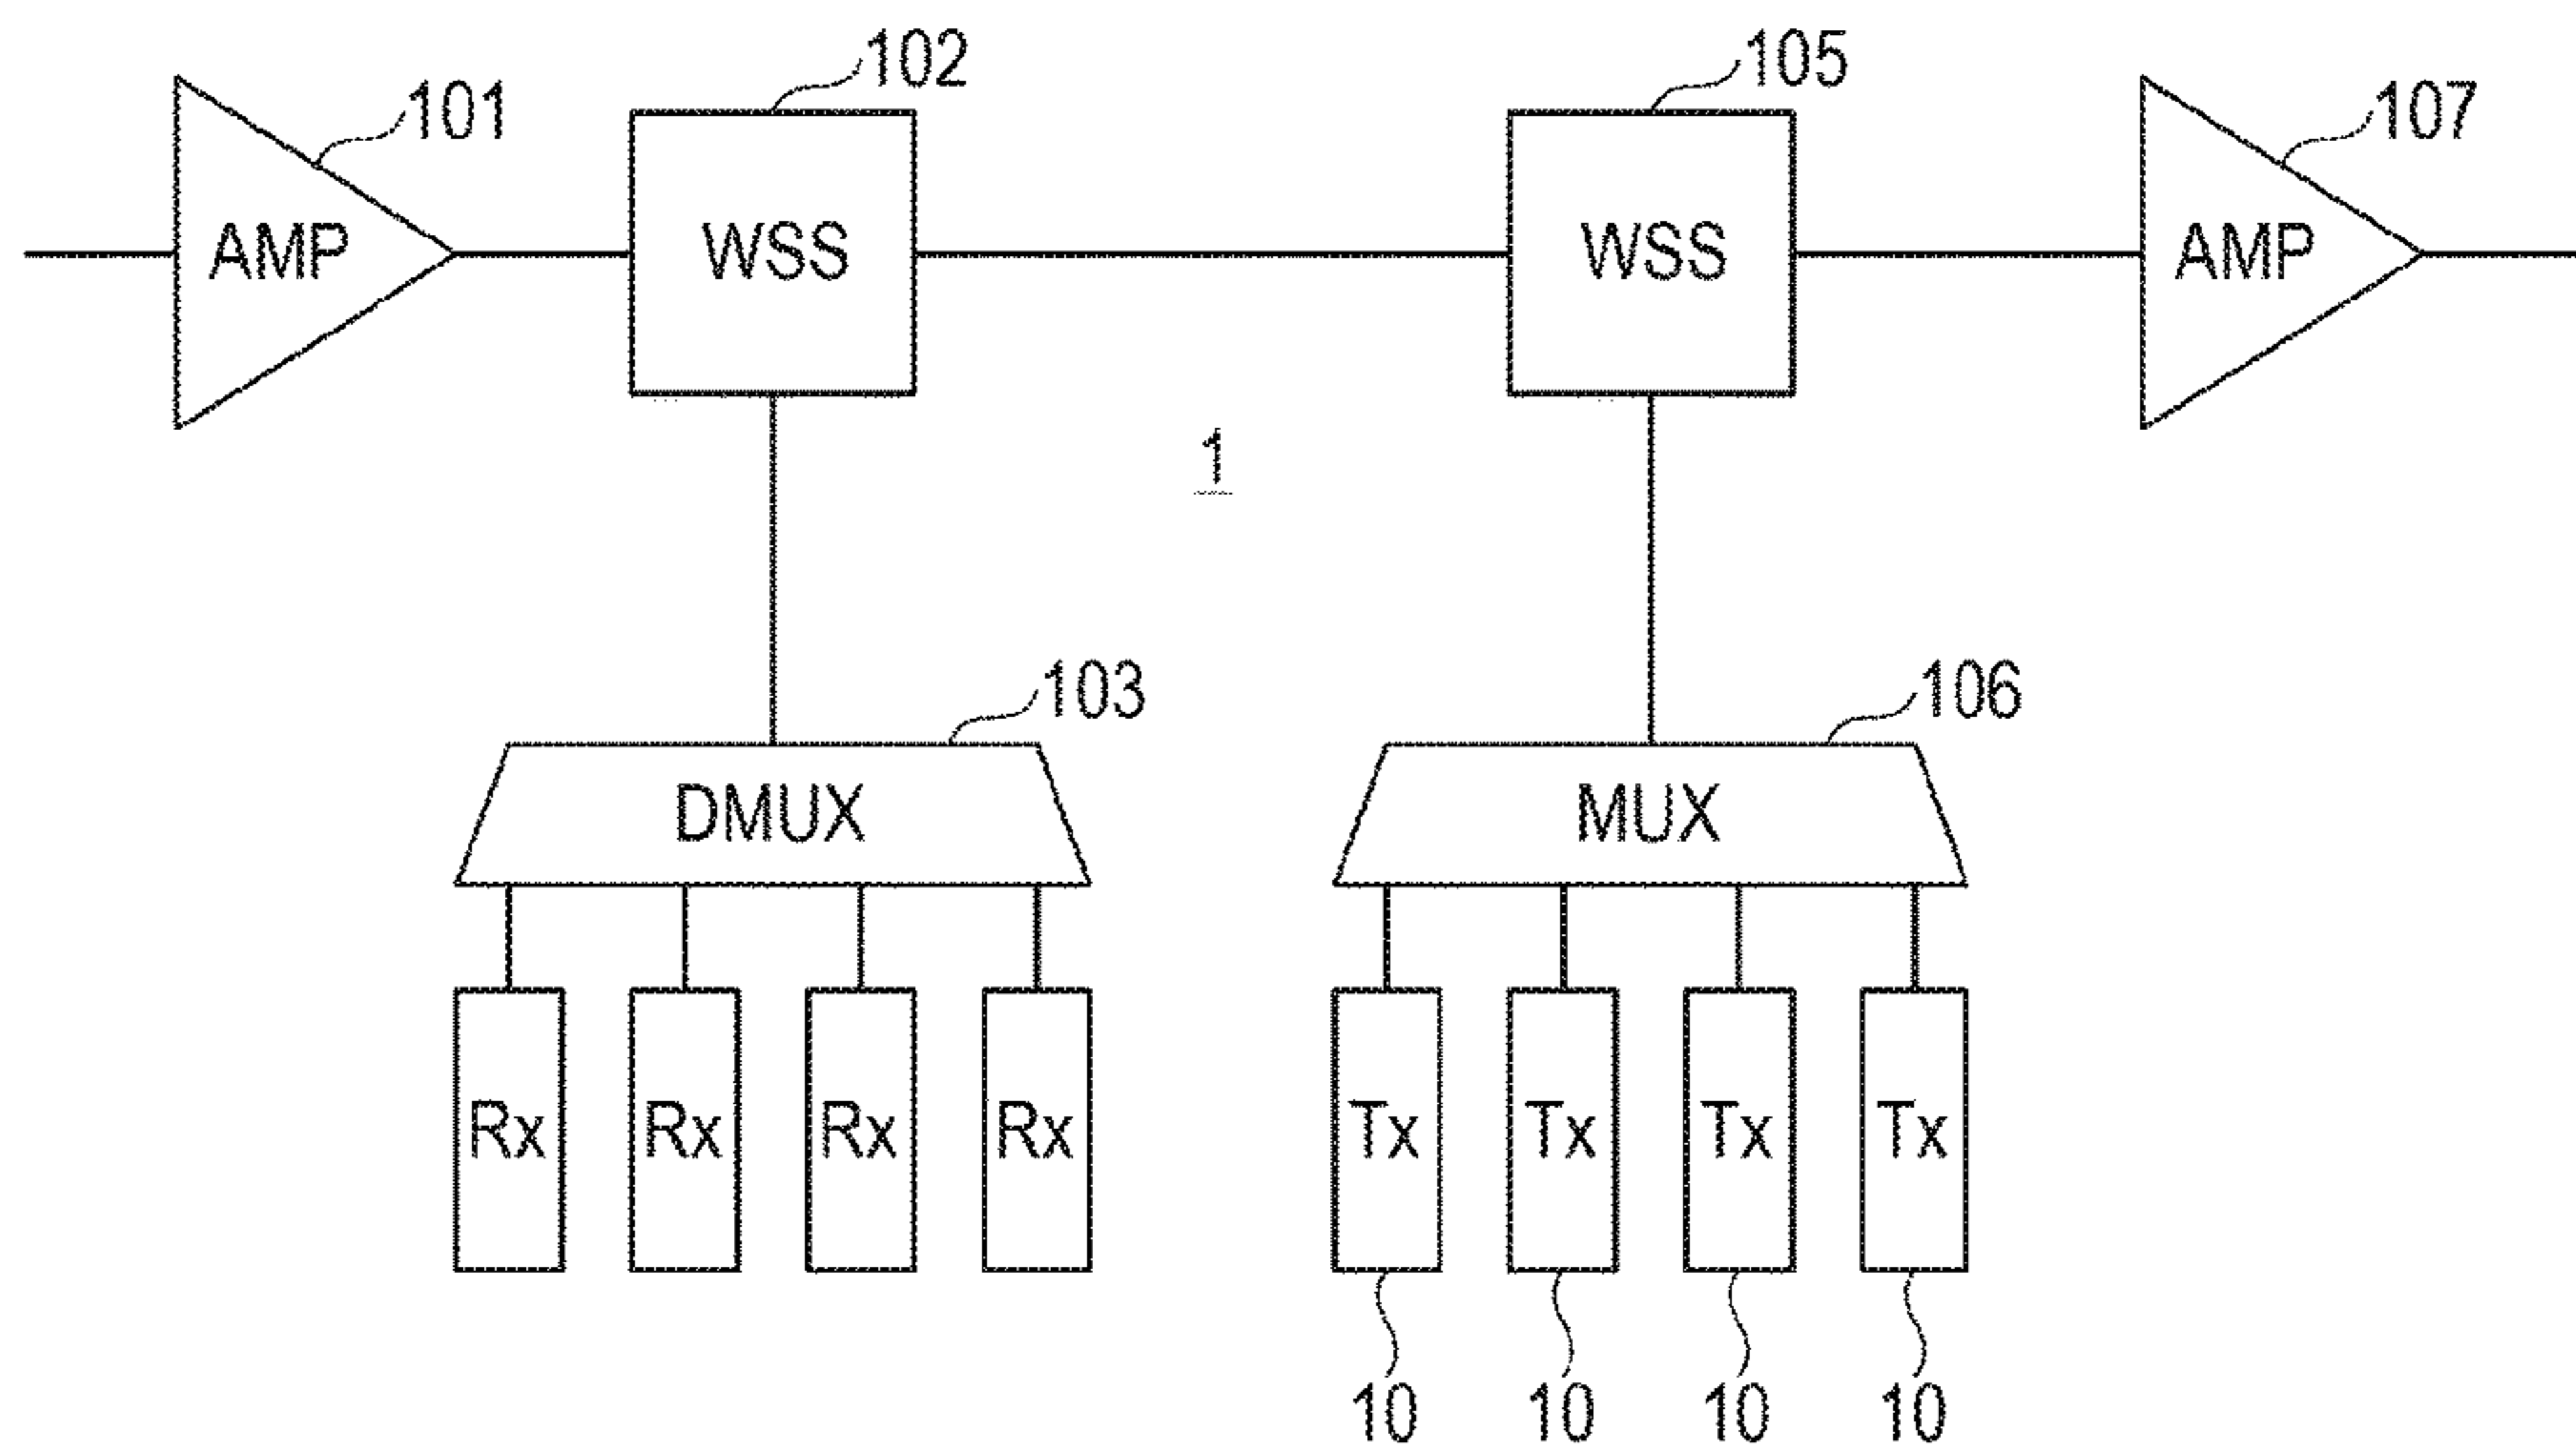 102 105
101 107
AMP WSS WSS AMP
1
103 106
DMUX MUX
Rx Rx Rx Rx Tx Tx Tx Tx
10 10 10 10